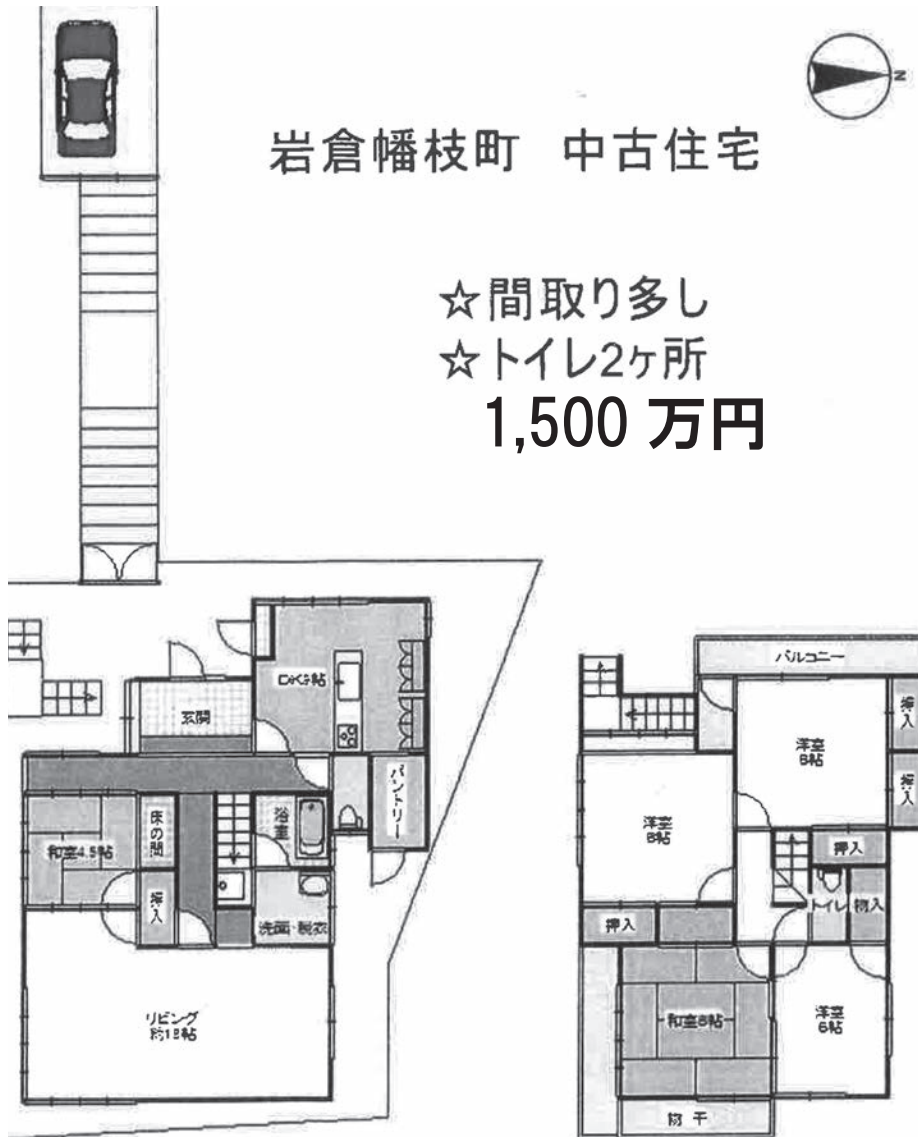 N
岩倉幡枝町 中古住宅
☆間取り多し
☆トイレ2ヶ所
1,500 万円
DK9帖
玄関
パントリー
浴室
床の間
和室4.5帖
押入
洗面・脱衣
リビング
約18帖
バルコニー
洋室
8帖
押入
押入
洋室
8帖
押入
トイレ
物入
押入
和室8帖
洋室
6帖
物干